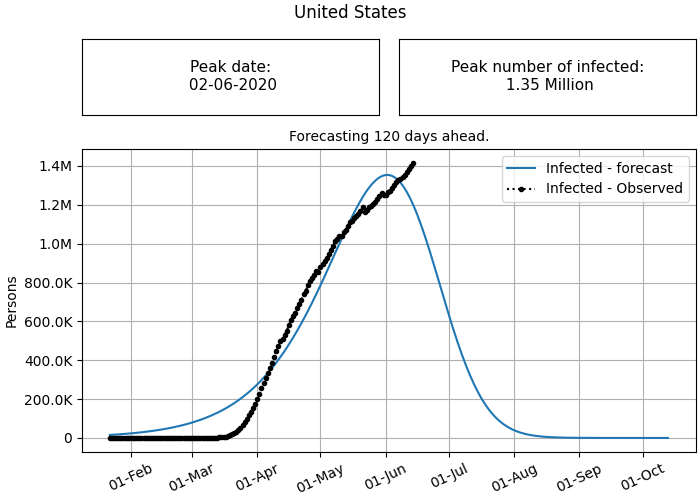 United States
Peak date:
02-06-2020
Peak number of infected:
1.35 Million
Forecasting 120 days ahead.
Infected - forecast
Infected - Observed
Persons
1.4M
1.2M
1.0M
800.0K
600.0K
400.0K
200.0K
0
01-Feb
01-Mar
01-Apr
01-May
01-Jun
01-Jul
01-Aug
01-Sep
01-Oct